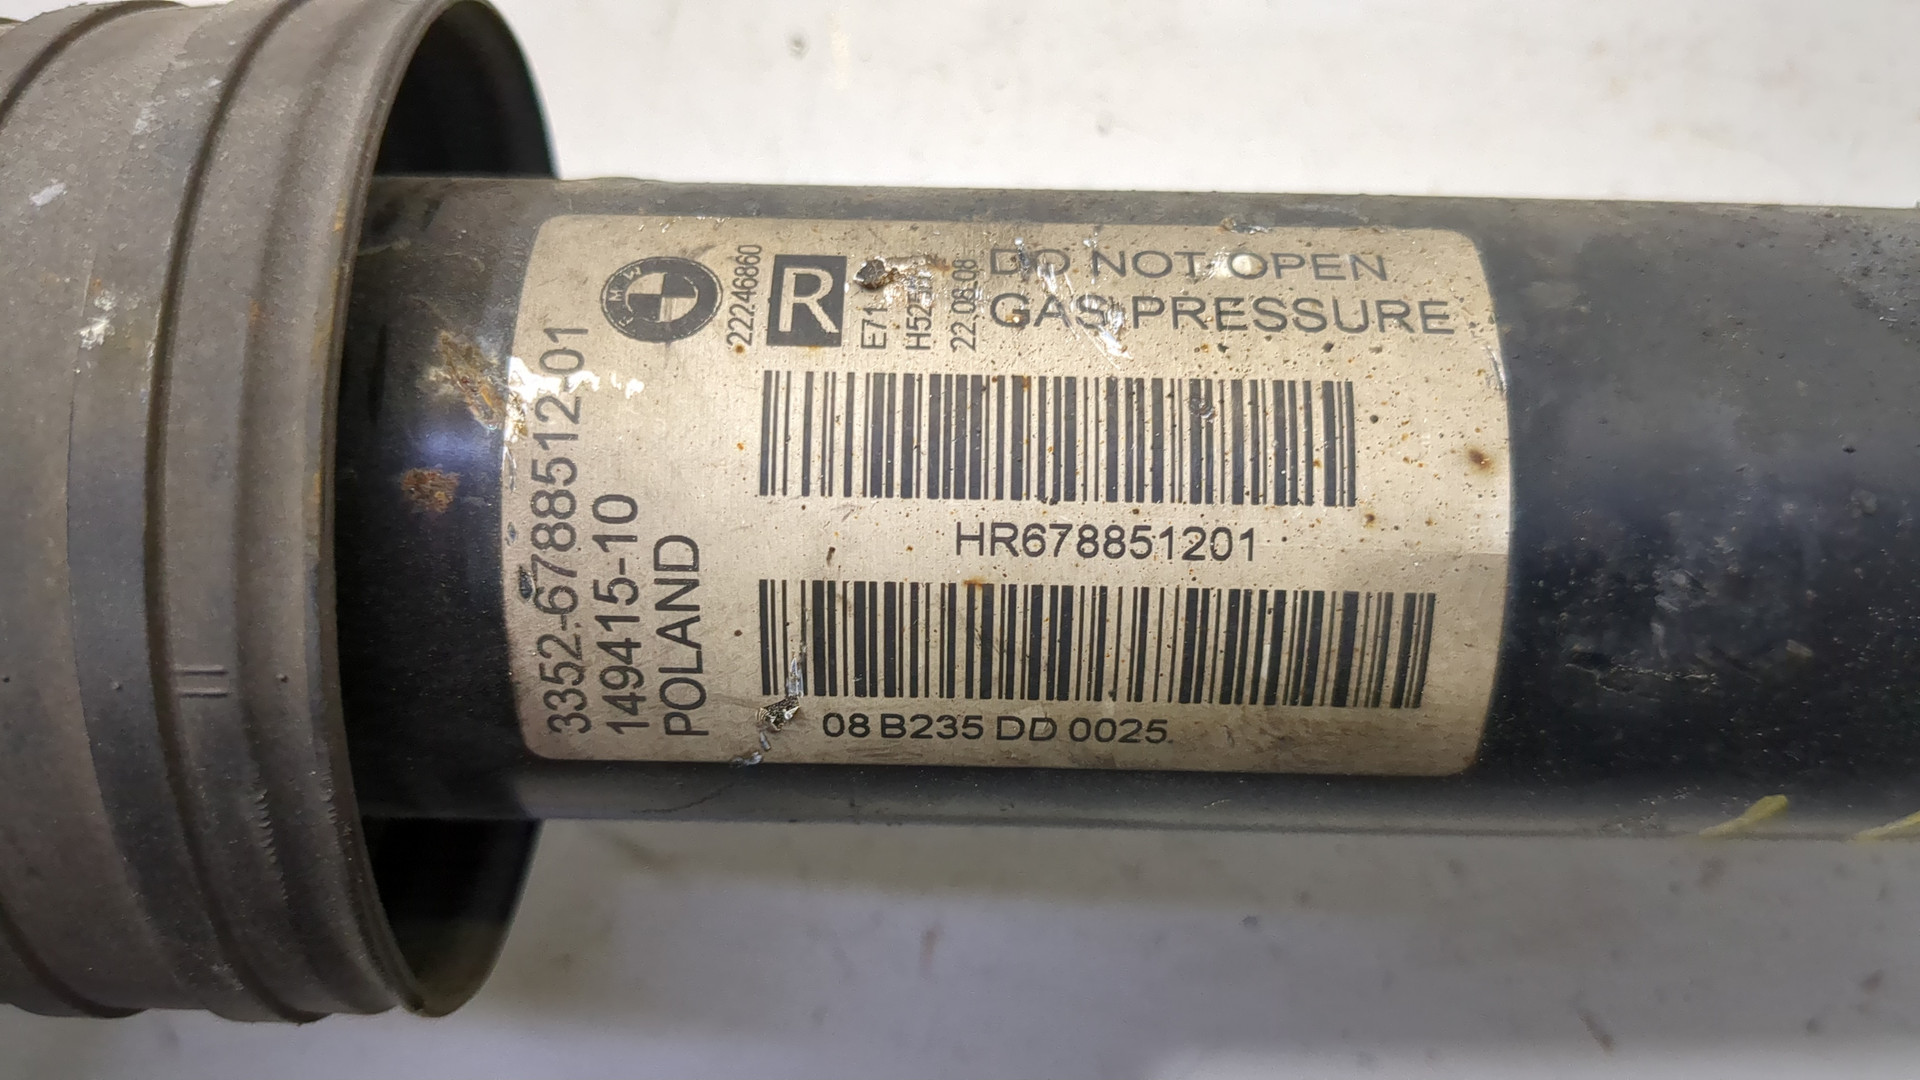 3352-6788512-01
149415-10
POLAND
BMW
22246860
R
E71
22.08.08
DO NOT OPEN
GAS PRESSURE
HR678851201
08 B235 DD 0025